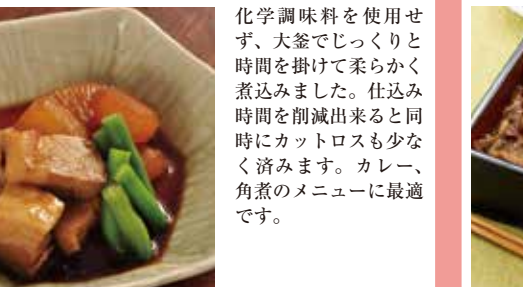 化学調味料を使用せ
ず、大釜でじっくりと
時間を掛けて柔らかく
煮込みました。仕込み
時間を削減出来ると同
時にカットロスも少な
く済みます。カレー、
角煮のメニューに最適
です。